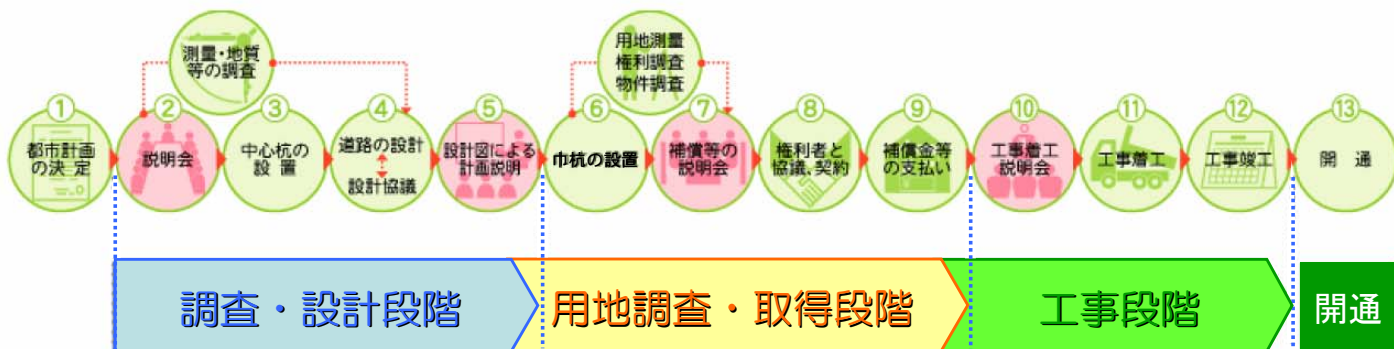 測量・地質
等の調査
用地測量
権利調査
物件調査
①
都市計画
の決定
②
説明会
③
中心杭の
設置
④
道路の設計
設計協議
⑤
設計図による
計画説明
⑥
巾杭の設置
⑦
補償等の
説明会
⑧
権利者と
協議、契約
⑨
補償金等
の支払い
⑩
工事着工
説明会
⑪
工事着工
⑫
工事竣工
⑬
開通
調査・設計段階
用地調査・取得段階
工事段階
開通